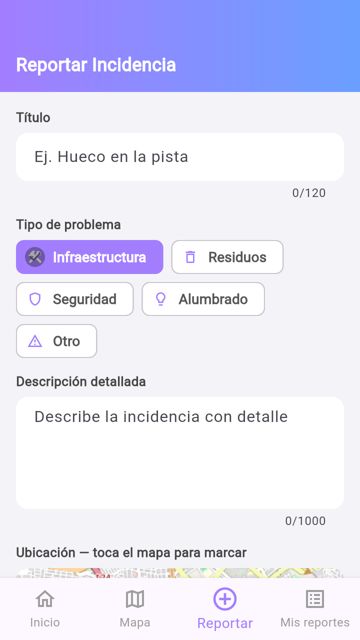 Reportar Incidencia
Título
Ej. Hueco en la pista
0/120
Tipo de problema
Infraestructura
Residuos
Seguridad
Alumbrado
Otro
Descripción detallada
Describe la incidencia con detalle
0/1000
Ubicación — toca el mapa para marcar
Inicio
Mapa
Reportar
Mis reportes